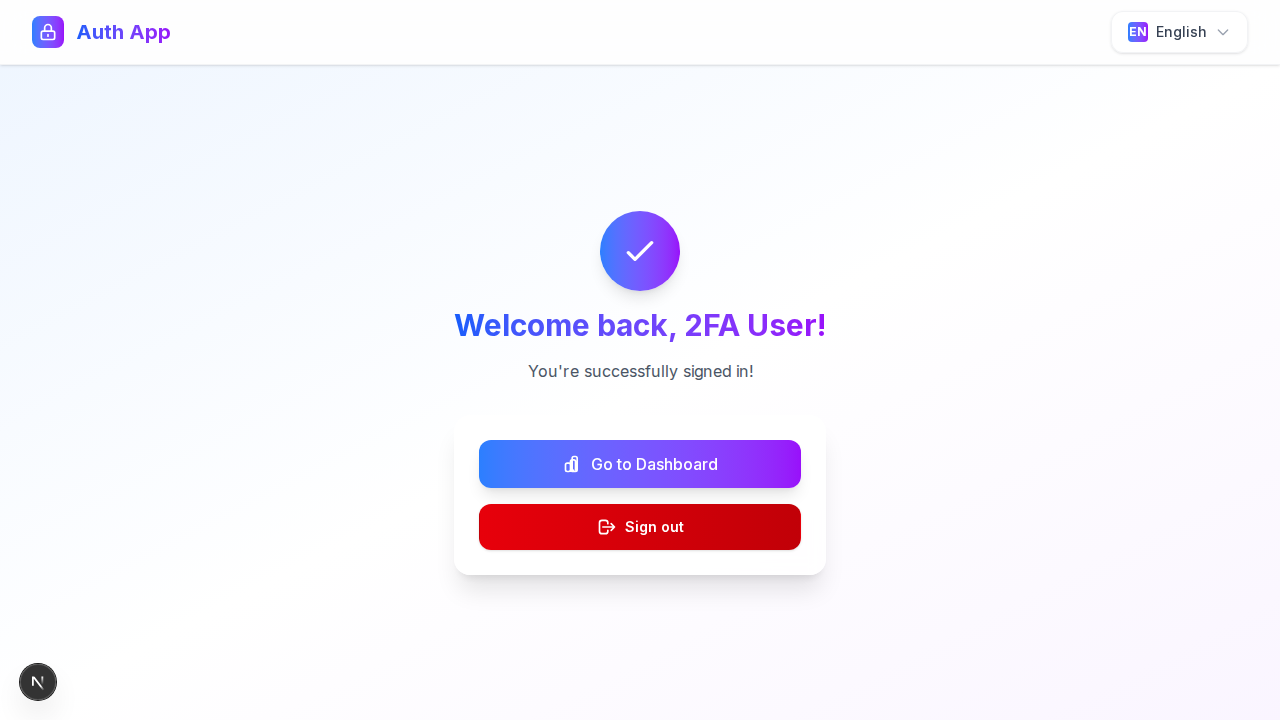 Auth App
EN English
Welcome back, 2FA User!
You're successfully signed in!
Go to Dashboard
Sign out
N